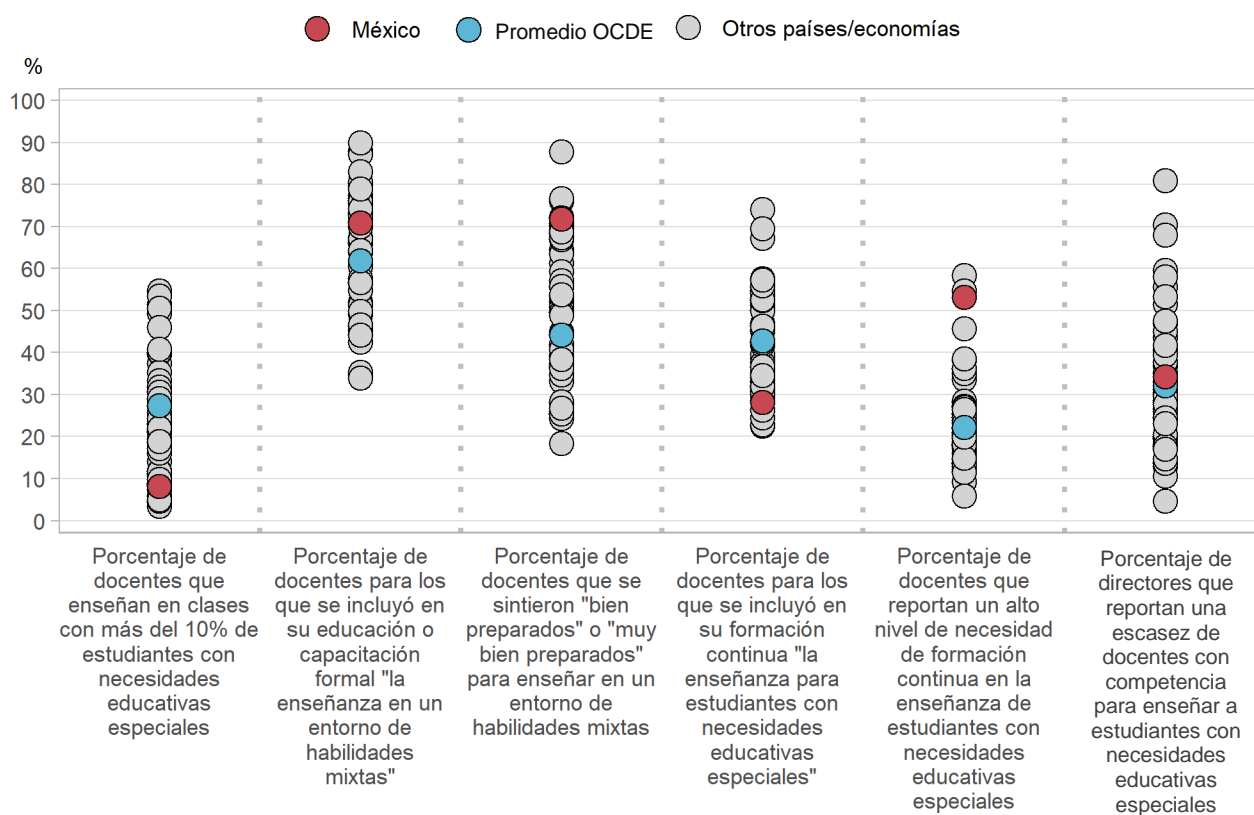 México Promedio OCDE Otros países/economías
%
100
90
80
70
60
50
40
30
20
10
0
Porcentaje de
docentes que
enseñan en clases
con más del 10% de
estudiantes con
necesidades
educativas
especiales
Porcentaje de
docentes para los
que se incluyó en
su educación o
capacitación
formal "la
enseñanza en un
entorno de
habilidades
mixtas"
Porcentaje de
docentes que se
sintieron "bien
preparados" o "muy
bien preparados"
para enseñar en un
entorno de
habilidades mixtas
Porcentaje de
docentes para los
que se incluyó en
su formación
continua "la
enseñanza para
estudiantes con
necesidades
educativas
especiales"
Porcentaje de
docentes que
reportan un alto
nivel de necesidad
de formación
continua en la
enseñanza de
estudiantes con
necesidades
educativas
especiales
Porcentaje de
directores que
reportan una
escasez de
docentes con
competencia
para enseñar a
estudiantes con
necesidades
educativas
especiales